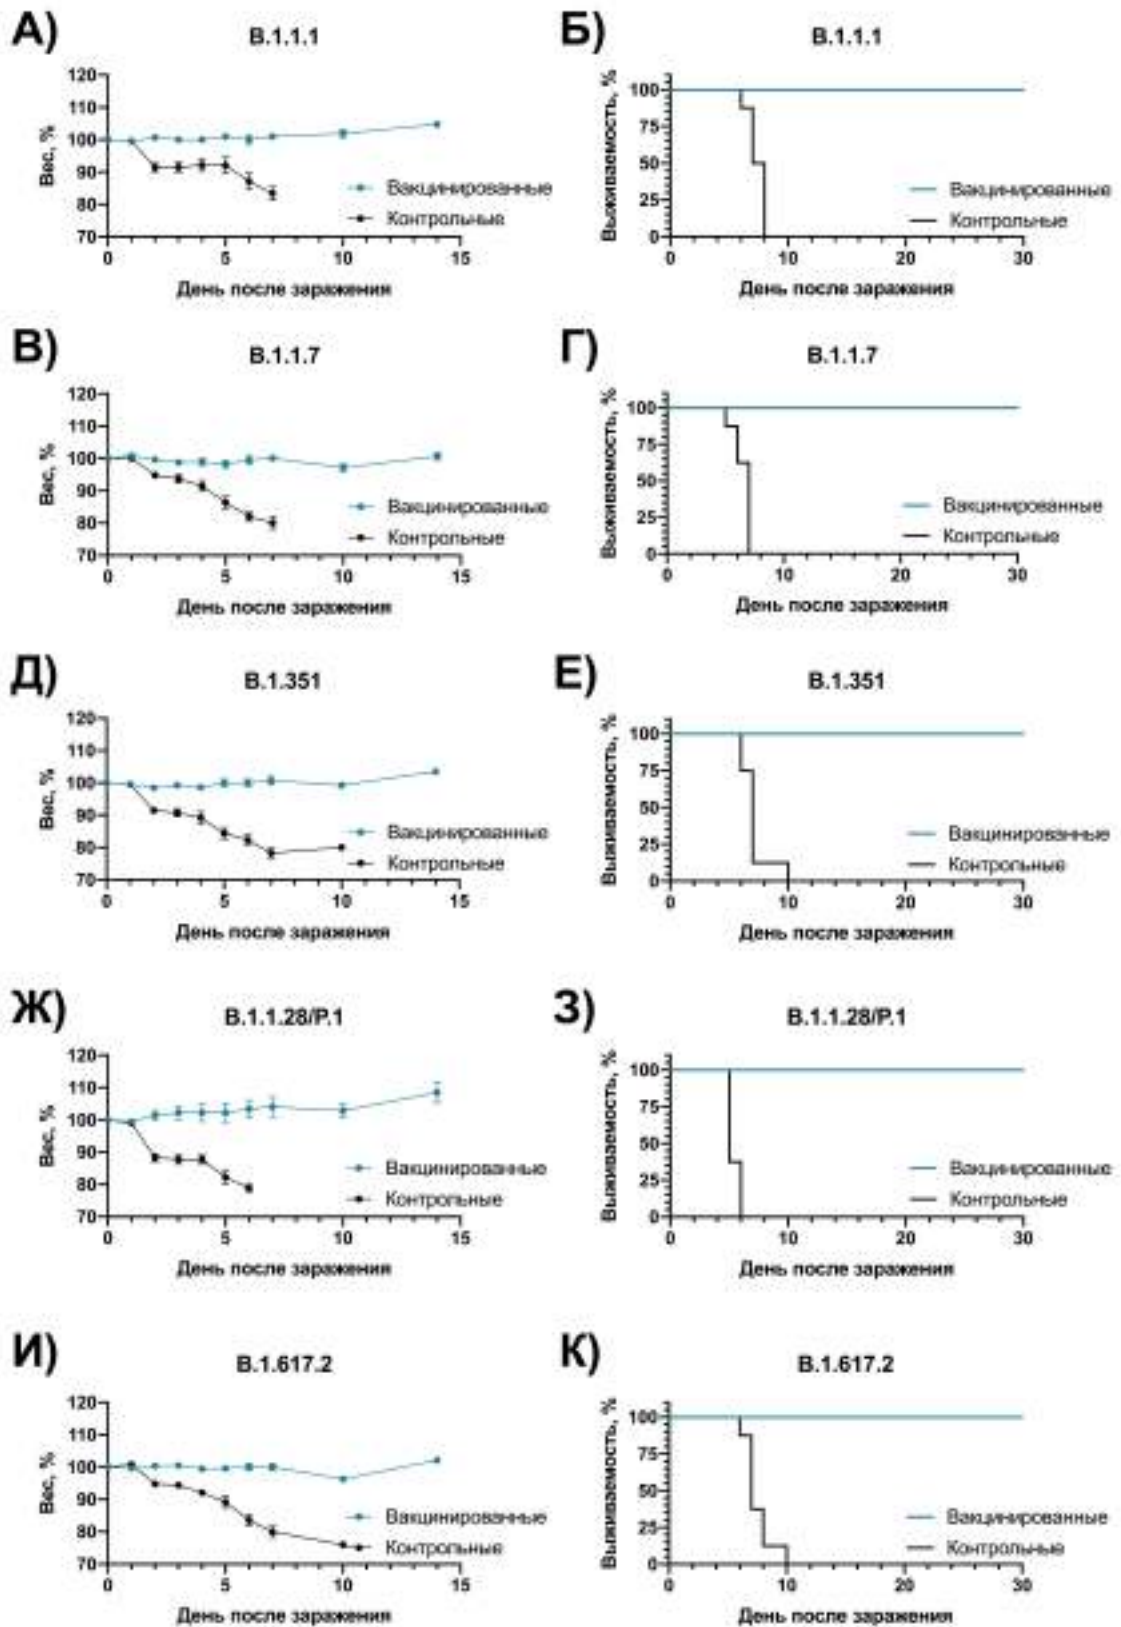 А)
B.1.1.1
120
110
100
90
80
70
Вес, %
0
5
10
15
День после заражения
Вакцинированные
Контрольные
Б)
B.1.1.1
100
75
50
25
0
Выживаемость, %
0
10
20
30
День после заражения
Вакцинированные
Контрольные
В)
B.1.1.7
120
110
100
90
80
70
Вес, %
0
5
10
15
День после заражения
Вакцинированные
Контрольные
Г)
B.1.1.7
100
75
50
25
0
Выживаемость, %
0
10
20
30
День после заражения
Вакцинированные
Контрольные
Д)
B.1.351
120
110
100
90
80
70
Вес, %
0
5
10
15
День после заражения
Вакцинированные
Контрольные
Е)
B.1.351
100
75
50
25
0
Выживаемость, %
0
10
20
30
День после заражения
Вакцинированные
Контрольные
Ж)
B.1.1.28/P.1
120
110
100
90
80
70
Вес, %
0
5
10
15
День после заражения
Вакцинированные
Контрольные
З)
B.1.1.28/P.1
100
75
50
25
0
Выживаемость, %
0
10
20
30
День после заражения
Вакцинированные
Контрольные
И)
B.1.617.2
120
110
100
90
80
70
Вес, %
0
5
10
15
День после заражения
Вакцинированные
Контрольные
К)
B.1.617.2
100
75
50
25
0
Выживаемость, %
0
10
20
30
День после заражения
Вакцинированные
Контрольные